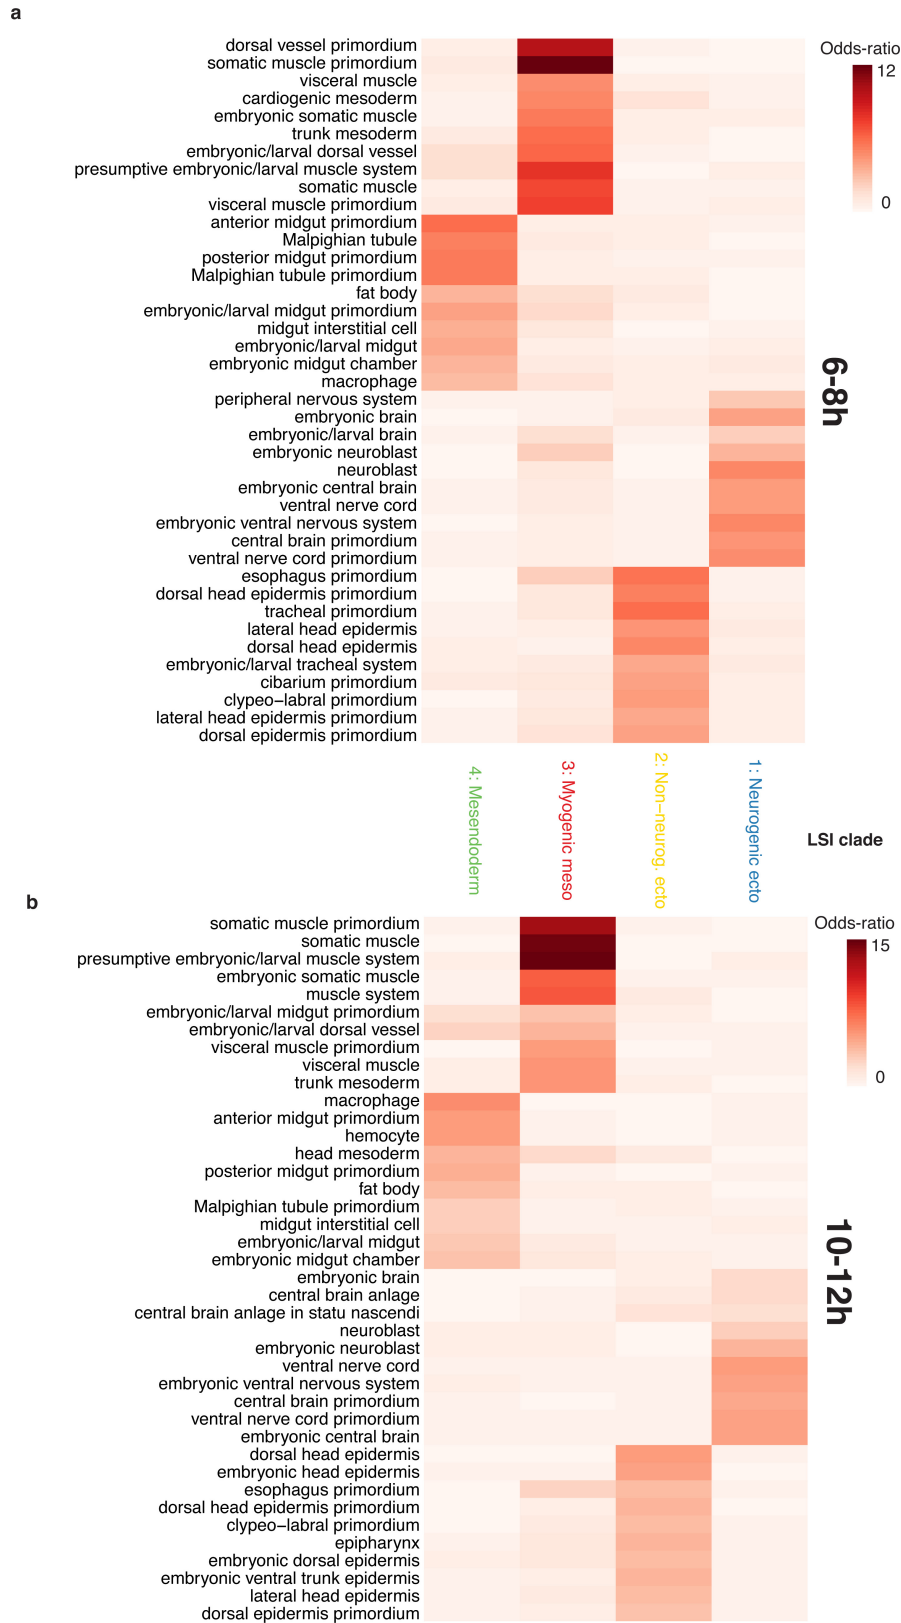 a
dorsal vessel primordium
somatic muscle primordium
visceral muscle
cardiogenic mesoderm
embryonic somatic muscle
trunk mesoderm
embryonic/larval dorsal vessel
presumptive embryonic/larval muscle system
somatic muscle
visceral muscle primordium
anterior midgut primordium
Malpighian tubule
posterior midgut primordium
Malpighian tubule primordium
fat body
embryonic/larval midgut primordium
midgut interstitial cell
embryonic/larval midgut
embryonic midgut chamber
macrophage
peripheral nervous system
embryonic brain
embryonic/larval brain
embryonic neuroblast
neuroblast
embryonic central brain
ventral nerve cord
embryonic ventral nervous system
central brain primordium
ventral nerve cord primordium
esophagus primordium
dorsal head epidermis primordium
tracheal primordium
lateral head epidermis
dorsal head epidermis
embryonic/larval tracheal system
cibarium primordium
clypeo−labral primordium
lateral head epidermis primordium
dorsal epidermis primordium
Odds-ratio
12
0
6-8h
4: Mesendoderm
3: Myogenic meso
2: Non−neurog. ecto
1: Neurogenic ecto
LSI clade
b
somatic muscle primordium
somatic muscle
presumptive embryonic/larval muscle system
embryonic somatic muscle
muscle system
embryonic/larval midgut primordium
embryonic/larval dorsal vessel
visceral muscle primordium
visceral muscle
trunk mesoderm
macrophage
anterior midgut primordium
hemocyte
head mesoderm
posterior midgut primordium
fat body
Malpighian tubule primordium
midgut interstitial cell
embryonic/larval midgut
embryonic midgut chamber
embryonic brain
central brain anlage
central brain anlage in statu nascendi
neuroblast
embryonic neuroblast
ventral nerve cord
embryonic ventral nervous system
central brain primordium
ventral nerve cord primordium
embryonic central brain
dorsal head epidermis
embryonic head epidermis
esophagus primordium
dorsal head epidermis primordium
clypeo−labral primordium
epipharynx
embryonic dorsal epidermis
embryonic ventral trunk epidermis
lateral head epidermis
dorsal epidermis primordium
Odds-ratio
15
0
10-12h